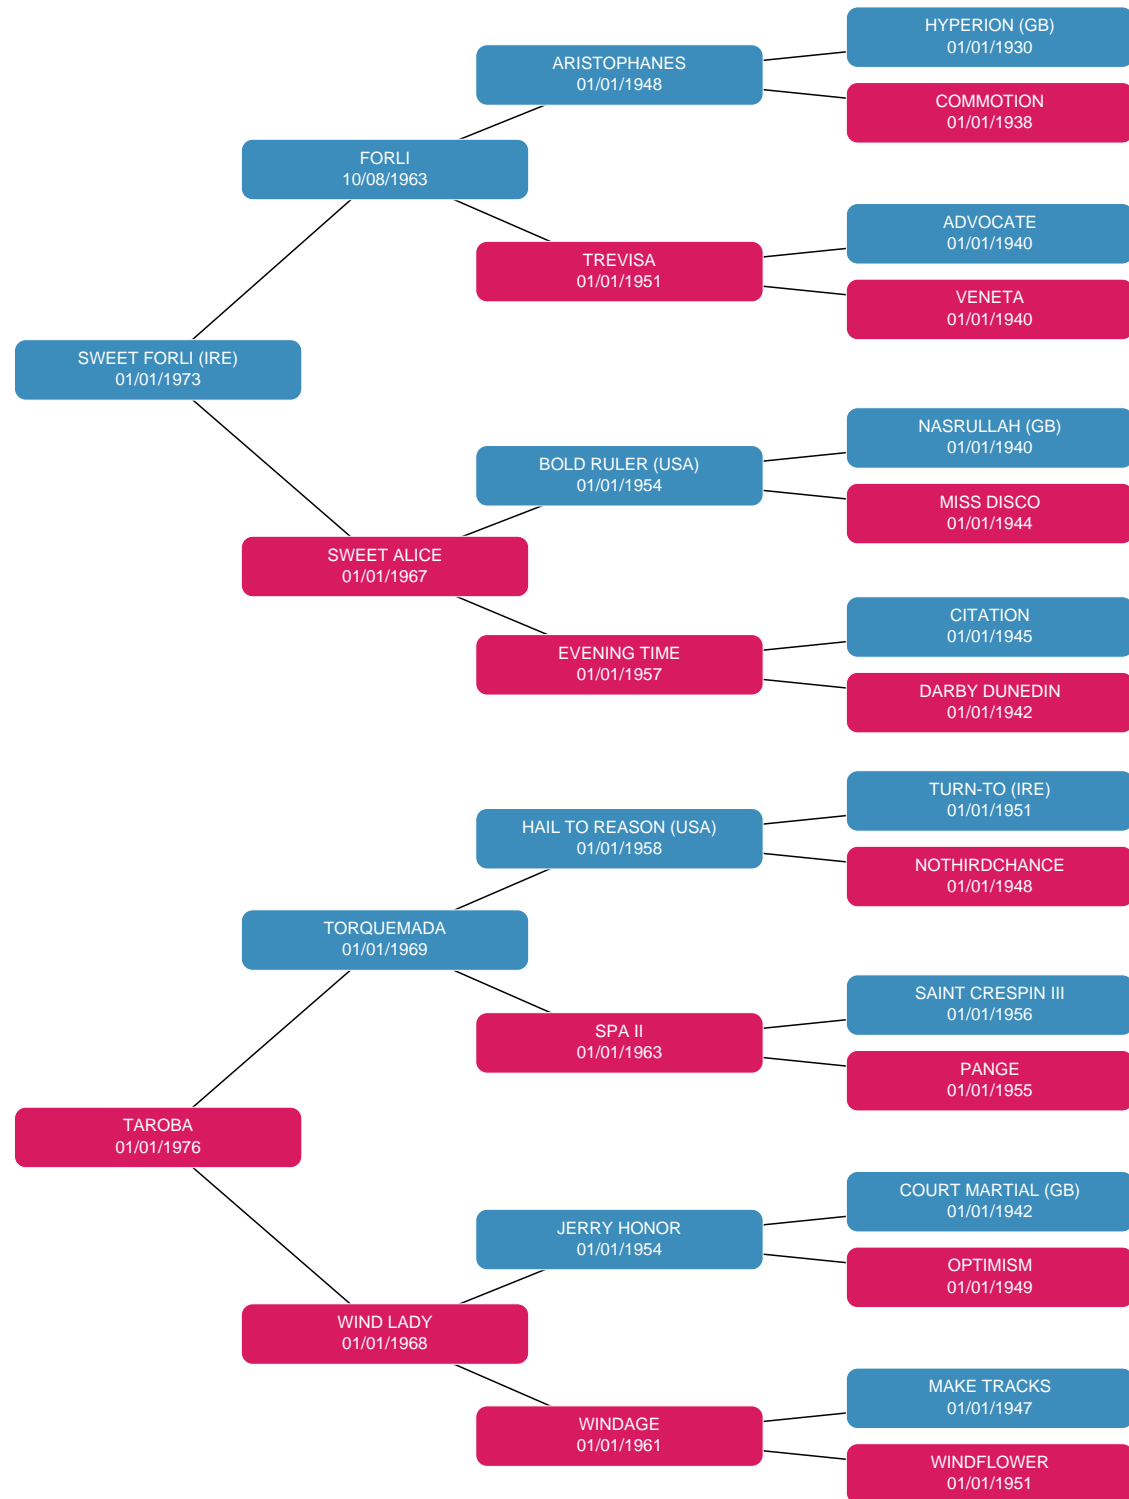 HYPERION (GB)
01/01/1930
ARISTOPHANES
01/01/1948
COMMOTION
01/01/1938
FORLI
10/08/1963
ADVOCATE
01/01/1940
TREVISA
01/01/1951
VENETA
01/01/1940
SWEET FORLI (IRE)
01/01/1973
NASRULLAH (GB)
01/01/1940
BOLD RULER (USA)
01/01/1954
MISS DISCO
01/01/1944
SWEET ALICE
01/01/1967
CITATION
01/01/1945
EVENING TIME
01/01/1957
DARBY DUNEDIN
01/01/1942
TURN-TO (IRE)
01/01/1951
HAIL TO REASON (USA)
01/01/1958
NOTHIRDCHANCE
01/01/1948
TORQUEMADA
01/01/1969
SAINT CRESPIN III
01/01/1956
SPA II
01/01/1963
PANGE
01/01/1955
TAROBA
01/01/1976
COURT MARTIAL (GB)
01/01/1942
JERRY HONOR
01/01/1954
OPTIMISM
01/01/1949
WIND LADY
01/01/1968
MAKE TRACKS
01/01/1947
WINDAGE
01/01/1961
WINDFLOWER
01/01/1951